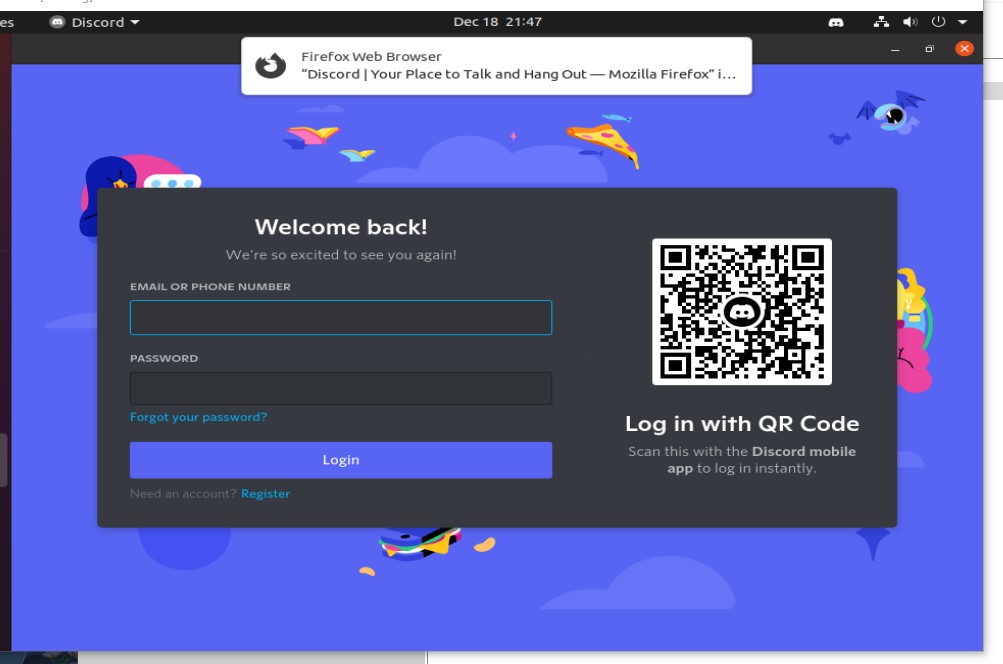 es Discord Dec 18 21:47
Firefox Web Browser
“Discord | Your Place to Talk and Hang Out — Mozilla Firefox” i…
Welcome back!
We're so excited to see you again!
EMAIL OR PHONE NUMBER
PASSWORD
Forgot your password?
Login
Need an account? Register
Log in with QR Code
Scan this with the Discord mobile
app to log in instantly.